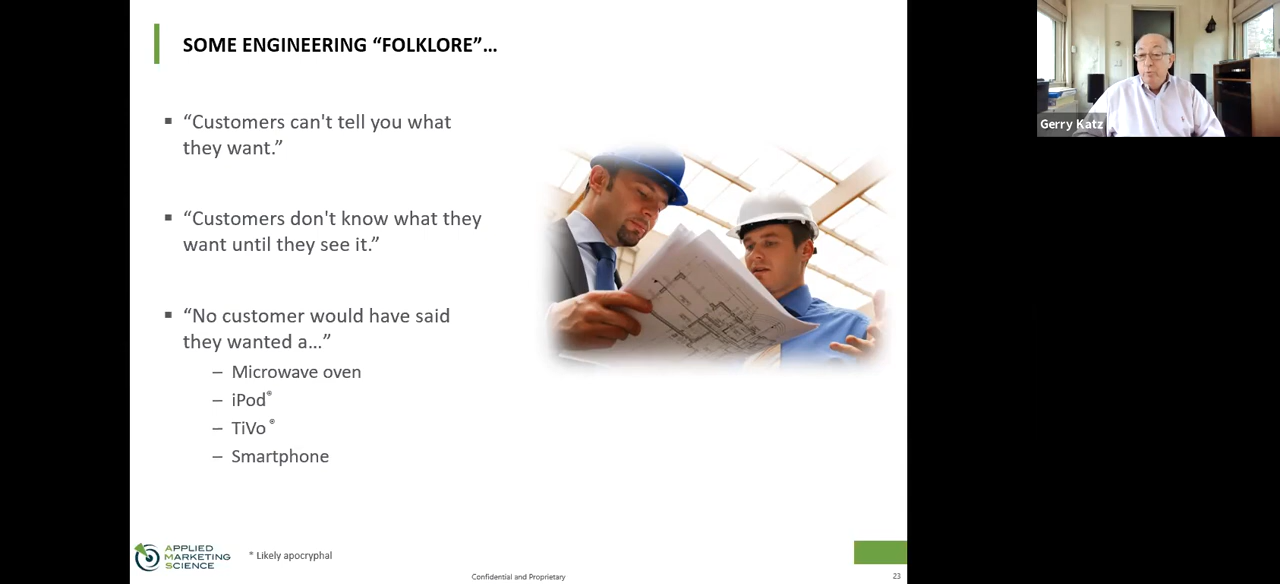 SOME ENGINEERING “FOLKLORE”…
▪ “Customers can't tell you what
they want.”
▪ “Customers don't know what they
want until they see it.”
▪ “No customer would have said
they wanted a…”
– Microwave oven
– iPod®
– TiVo ®
– Smartphone
APPLIED
MARKETING
SCIENCE
* Likely apocryphal
Confidential and Proprietary
23
Gerry Katz